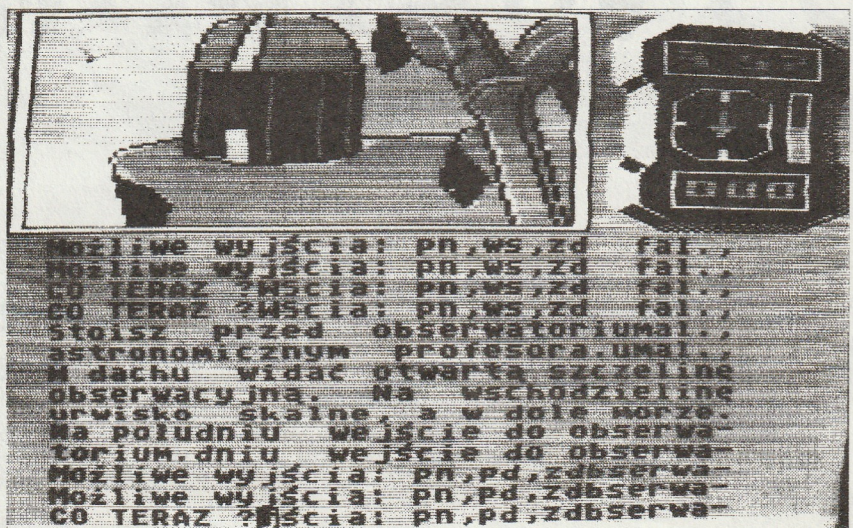 Możliwe wyjścia: pn,ws,zd fal.,
Możliwe wyjścia: pn,ws,zd fal.,
CO TERAZ ?WŚcia: pn,ws,zd fal.,
CO TERAZ ?WŚcia: pn,ws,zd fal.,
Stoisz przed obserwatoriumal.,
astronomicznym profesora.umal.,
W dachu widać otwartą szczelinę
obserwacyjną. Na wschodzielinę
urwisko skalne, a w dole morze.
Na południu wejście do obserwa-
torium.dniu wejście do obserwa-
Możliwe wyjścia: pn,pd,zdbserwa-
Możliwe wyjścia: pn,pd,zdbserwa-
CO TERAZ ? ścia: pn,pd,zdbserwa-